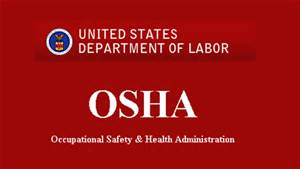 UNITED STATES
DEPARTMENT OF LABOR
OSHA
Occupational Safety & Health Administration